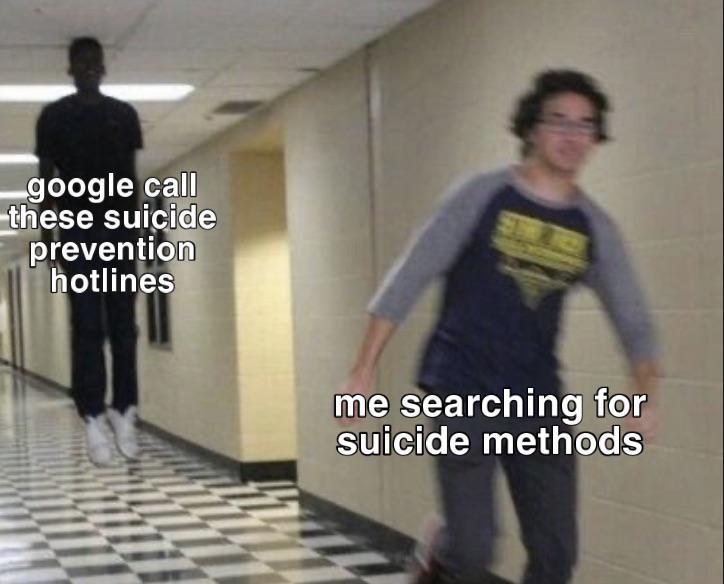 google call
these suicide
prevention
hotlines
me searching for
suicide methods